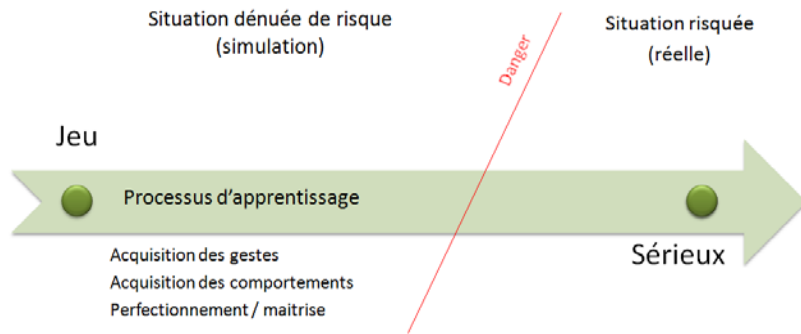 Situation dénuée de risque
(simulation)
Danger
Situation risquée
(réelle)
Jeu
Processus d'apprentissage
Sérieux
Acquisition des gestes
Acquisition des comportements
Perfectionnement / maitrise